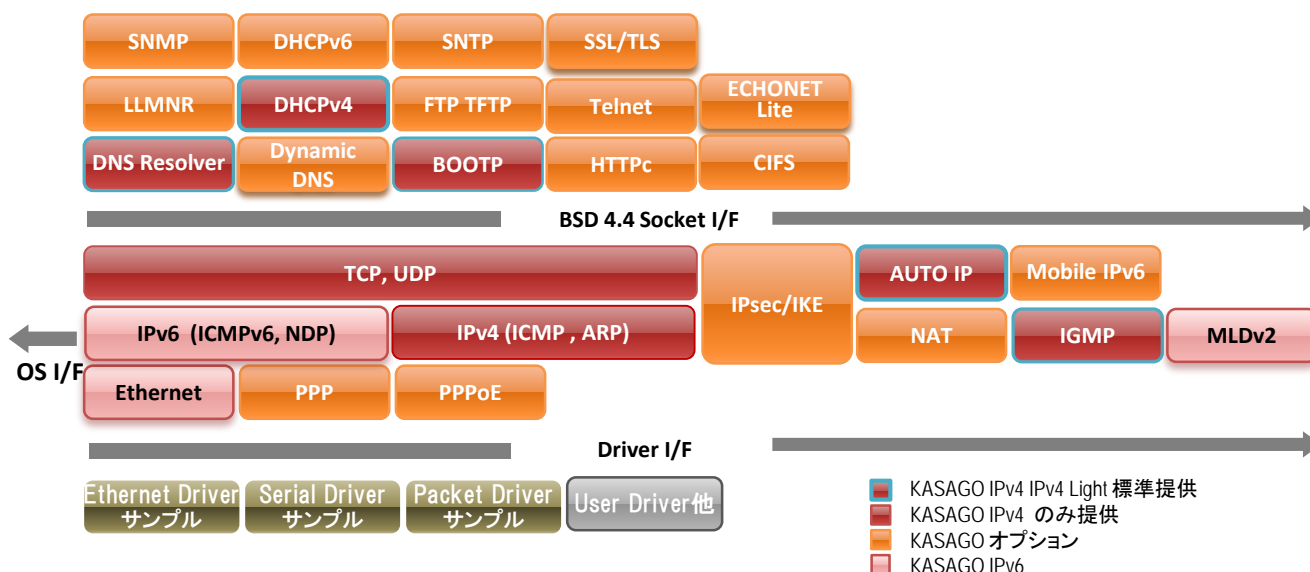 SNMP
DHCPv6
SNTP
SSL/TLS
LLMNR
DHCPv4
FTP TFTP
Telnet
ECHONET
Lite
DNS Resolver
Dynamic
DNS
BOOTP
HTTPc
CIFS
BSD 4.4 Socket I/F
TCP, UDP
IPsec/IKE
AUTO IP
Mobile IPv6
IPv6 (ICMPv6, NDP)
IPv4 (ICMP , ARP)
NAT
IGMP
MLDv2
OS I/F
Ethernet
PPP
PPPoE
Driver I/F
Ethernet Driver
サンプル
Serial Driver
サンプル
Packet Driver
サンプル
User Driver他
KASAGO IPv4 IPv4 Light 標準提供
KASAGO IPv4 のみ提供
KASAGO オプション
KASAGO IPv6